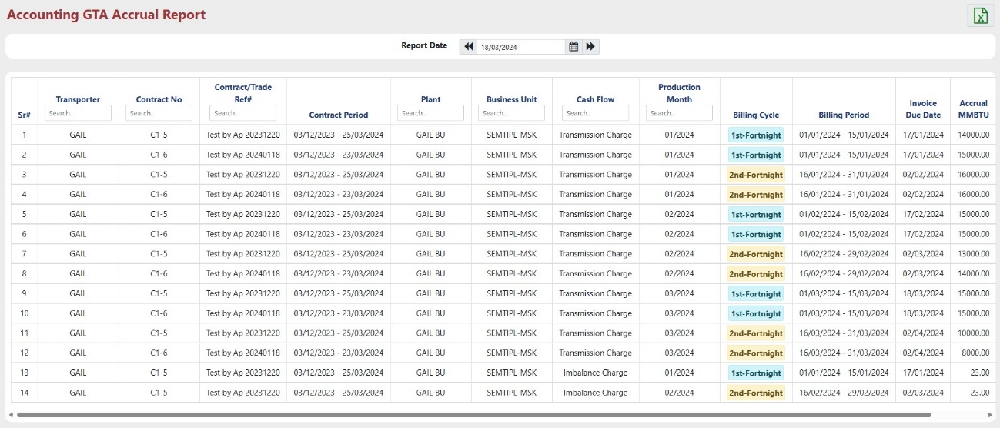 Accounting GTA Accrual Report
Report Date 18/03/2024
Sr# Transporter Contract No Contract/Trade Ref# Contract Period Plant Business Unit Cash Flow Production Month Billing Cycle Billing Period Invoice Due Date Accrual MMBTU
Search.. Search.. Search.. Search.. Search.. Search.. Search..
1 GAIL C1-5 Test by Ap 20231220 03/12/2023 - 25/03/2024 GAIL BU SEMTIPL-MSK Transmission Charge 01/2024 1st-Fortnight 01/01/2024 - 15/01/2024 17/01/2024 14000.00
2 GAIL C1-6 Test by Ap 20240118 03/12/2023 - 23/03/2024 GAIL BU SEMTIPL-MSK Transmission Charge 01/2024 1st-Fortnight 01/01/2024 - 15/01/2024 17/01/2024 15000.00
3 GAIL C1-5 Test by Ap 20231220 03/12/2023 - 25/03/2024 GAIL BU SEMTIPL-MSK Transmission Charge 01/2024 2nd-Fortnight 16/01/2024 - 31/01/2024 02/02/2024 16000.00
4 GAIL C1-6 Test by Ap 20240118 03/12/2023 - 23/03/2024 GAIL BU SEMTIPL-MSK Transmission Charge 01/2024 2nd-Fortnight 16/01/2024 - 31/01/2024 02/02/2024 16000.00
5 GAIL C1-5 Test by Ap 20231220 03/12/2023 - 25/03/2024 GAIL BU SEMTIPL-MSK Transmission Charge 02/2024 1st-Fortnight 01/02/2024 - 15/02/2024 17/02/2024 15000.00
6 GAIL C1-6 Test by Ap 20240118 03/12/2023 - 23/03/2024 GAIL BU SEMTIPL-MSK Transmission Charge 02/2024 1st-Fortnight 01/02/2024 - 15/02/2024 17/02/2024 15000.00
7 GAIL C1-5 Test by Ap 20231220 03/12/2023 - 25/03/2024 GAIL BU SEMTIPL-MSK Transmission Charge 02/2024 2nd-Fortnight 16/02/2024 - 29/02/2024 02/03/2024 13000.00
8 GAIL C1-6 Test by Ap 20240118 03/12/2023 - 23/03/2024 GAIL BU SEMTIPL-MSK Transmission Charge 02/2024 2nd-Fortnight 16/02/2024 - 29/02/2024 02/03/2024 14000.00
9 GAIL C1-5 Test by Ap 20231220 03/12/2023 - 25/03/2024 GAIL BU SEMTIPL-MSK Transmission Charge 03/2024 1st-Fortnight 01/03/2024 - 15/03/2024 18/03/2024 15000.00
10 GAIL C1-6 Test by Ap 20240118 03/12/2023 - 23/03/2024 GAIL BU SEMTIPL-MSK Transmission Charge 03/2024 1st-Fortnight 01/03/2024 - 15/03/2024 18/03/2024 15000.00
11 GAIL C1-5 Test by Ap 20231220 03/12/2023 - 25/03/2024 GAIL BU SEMTIPL-MSK Transmission Charge 03/2024 2nd-Fortnight 16/03/2024 - 31/03/2024 02/04/2024 10000.00
12 GAIL C1-6 Test by Ap 20240118 03/12/2023 - 23/03/2024 GAIL BU SEMTIPL-MSK Transmission Charge 03/2024 2nd-Fortnight 16/03/2024 - 31/03/2024 02/04/2024 8000.00
13 GAIL C1-5 Test by Ap 20231220 03/12/2023 - 25/03/2024 GAIL BU SEMTIPL-MSK Imbalance Charge 01/2024 1st-Fortnight 01/01/2024 - 15/01/2024 17/01/2024 23.00
14 GAIL C1-5 Test by Ap 20231220 03/12/2023 - 25/03/2024 GAIL BU SEMTIPL-MSK Imbalance Charge 02/2024 2nd-Fortnight 16/02/2024 - 29/02/2024 02/03/2024 23.00